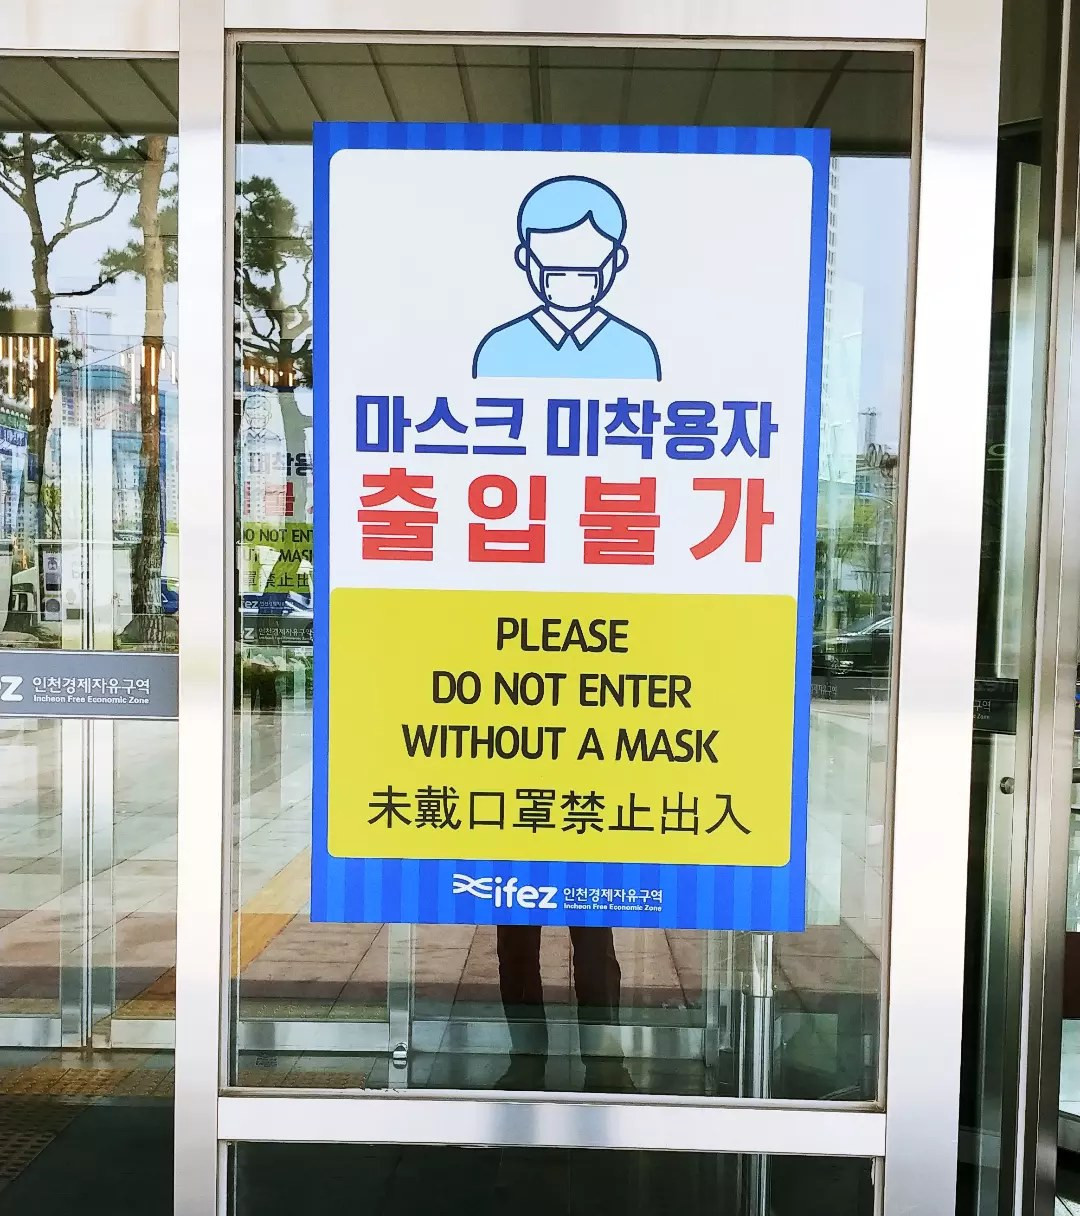 마스크 미착용자
출입불가
PLEASE
DO NOT ENTER
WITHOUT A MASK
未戴口罩禁止出入
ifez 인천경제자유구역
Incheon Free Economic Zone
인천경제자유구역
Incheon Free Economic Zone